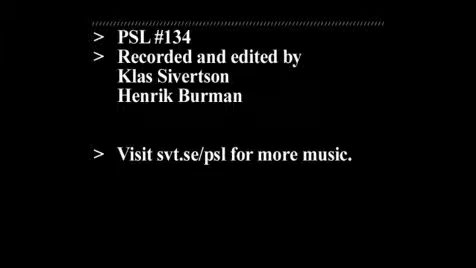 > PSL #134
> Recorded and edited by
Klas Sivertson
Henrik Burman
> Visit svt.se/psl for more music.